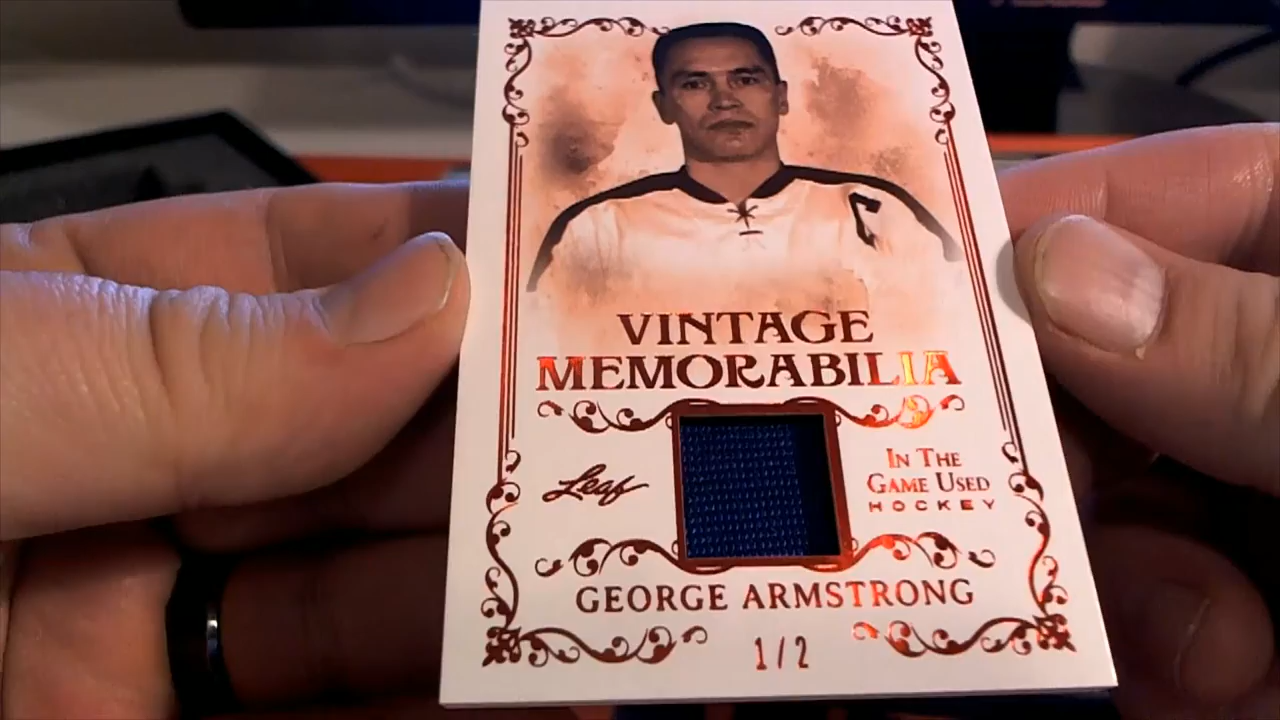 C
VINTAGE
MEMORABILIA
Leaf
IN THE
GAME USED
HOCKEY
GEORGE ARMSTRONG
1/2